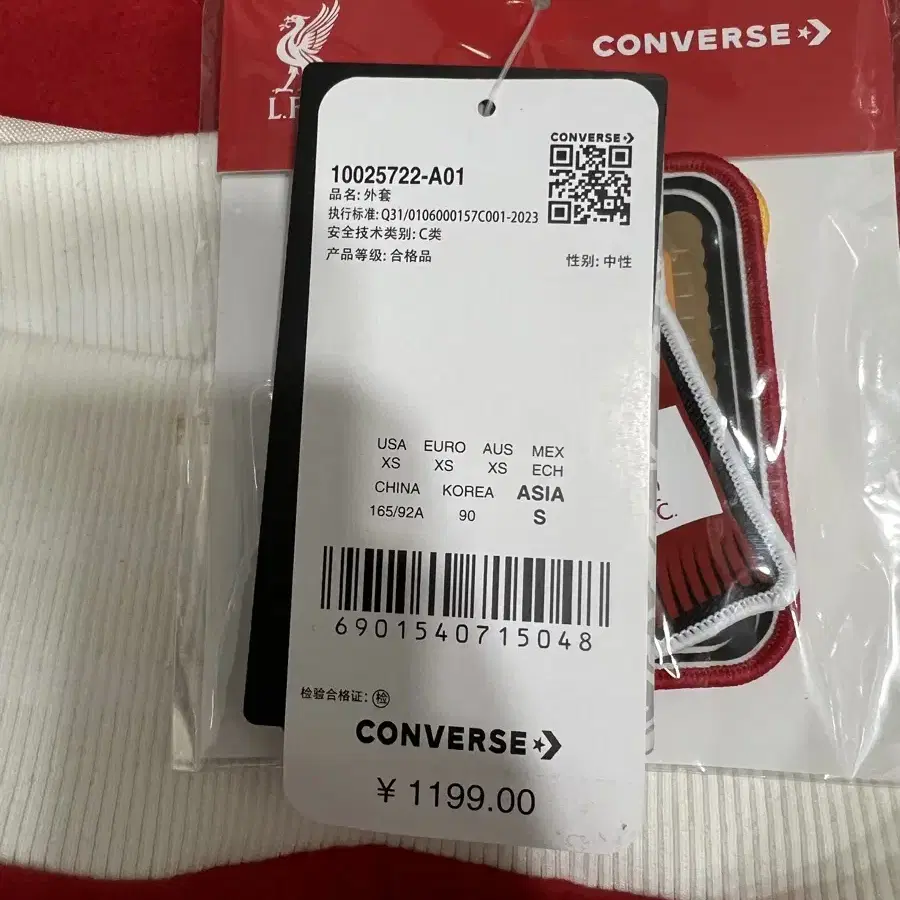 L.F
CONVERSE
CONVERSE
10025722-A01
品名: 外套
执行标准: Q31/0106000157C001-2023
安全技术类别: C类
产品等级: 合格品
性别: 中性
USA EURO AUS MEX
XS XS XS ECH
CHINA KOREA ASIA
165/92A 90 S
C.
6901540715048
检验合格证: 检
CONVERSE
¥ 1199.00